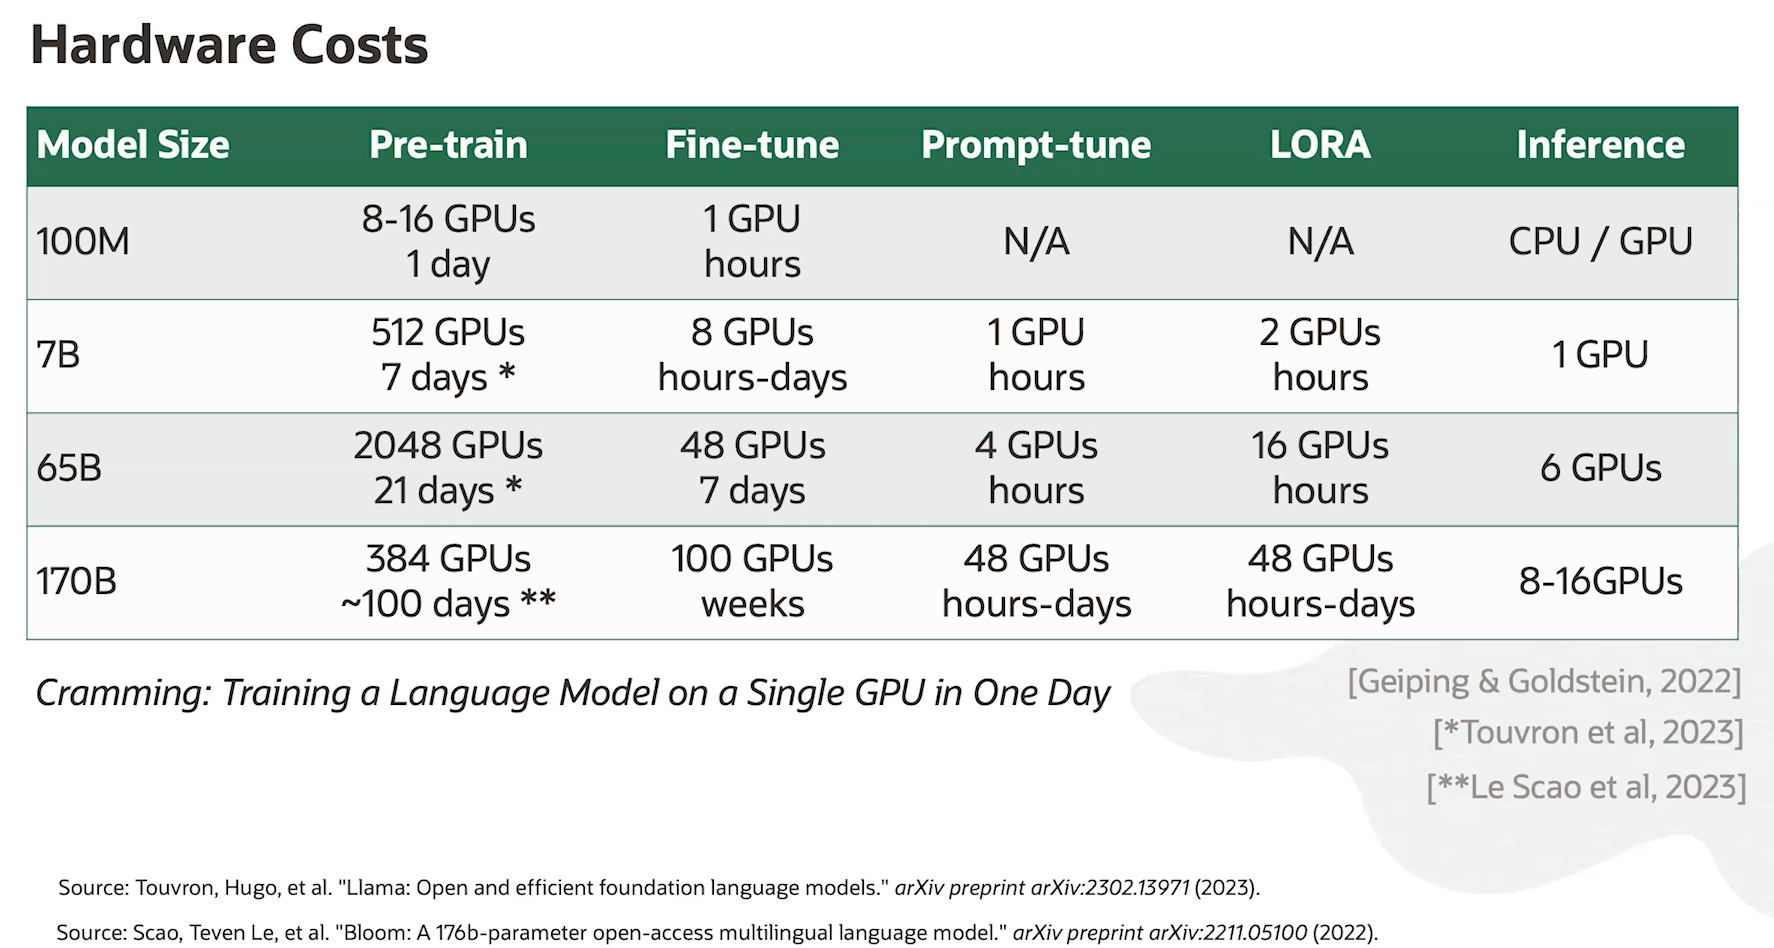 Hardware Costs
Model Size Pre-train Fine-tune Prompt-tune LORA Inference
100M 8-16 GPUs 1 day 1 GPU hours N/A N/A CPU / GPU
7B 512 GPUs 7 days * 8 GPUs hours-days 1 GPU hours 2 GPUs hours 1 GPU
65B 2048 GPUs 21 days * 48 GPUs 7 days 4 GPUs hours 16 GPUs hours 6 GPUs
170B 384 GPUs ~100 days ** 100 GPUs weeks 48 GPUs hours-days 48 GPUs hours-days 8-16GPUs
Cramming: Training a Language Model on a Single GPU in One Day
[Geiping & Goldstein, 2022]
[*Touvron et al, 2023]
[**Le Scao et al, 2023]
Source: Touvron, Hugo, et al. "Llama: Open and efficient foundation language models." arXiv preprint arXiv:2302.13971 (2023).
Source: Scao, Teven Le, et al. "Bloom: A 176b-parameter open-access multilingual language model." arXiv preprint arXiv:2211.05100 (2022).